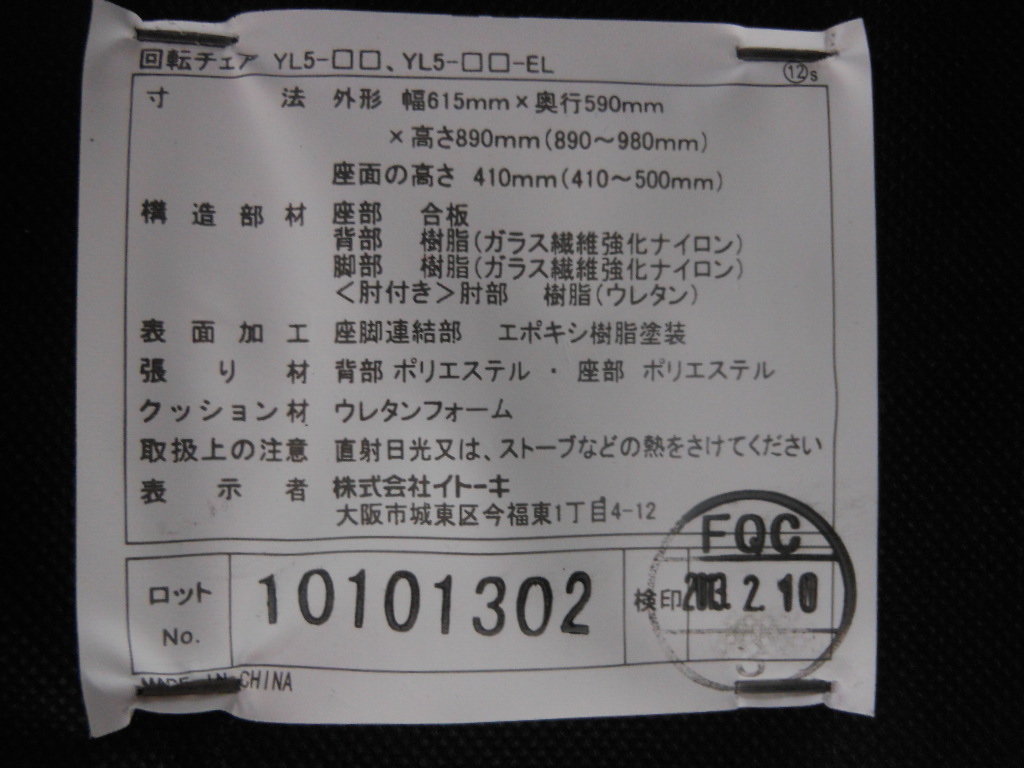 回転チェア YL5-□□、YL5-□□-EL
⑫s
寸法 外形 幅615mm×奥行590mm
×高さ890mm(890～980mm)
座面の高さ 410mm(410～500mm)
構造部材 座部 合板
背部 樹脂(ガラス繊維強化ナイロン)
脚部 樹脂(ガラス繊維強化ナイロン)
＜肘付き＞肘部 樹脂(ウレタン)
表面加工 座脚連結部 エポキシ樹脂塗装
張り材 背部 ポリエステル ・ 座部 ポリエステル
クッション材 ウレタンフォーム
取扱上の注意 直射日光又は、ストーブなどの熱をさけてください
表示者 株式会社イトーキ
大阪市城東区今福東1丁目4-12
ロット No. 10101302
検印 FQC 2013. 2. 10
MADE IN CHINA